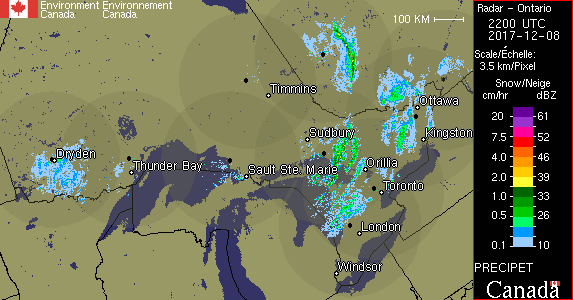 Environment Environnement
Canada Canada
100 KM
Timmins
Ottawa
Sudbury
Kingston
Dryden
Thunder Bay
Sault Ste. Marie
Orillia
Toronto
London
Windsor
Radar - Ontario
2200 UTC
2017-12-08
Scale/Échelle:
3.5 km/Pixel
Snow/Neige
cm/hr dBZ
20 61
7.5 52
4.0 46
2.0 39
1.0 33
0.5 26
0.1 10
PRECIPET
Canada